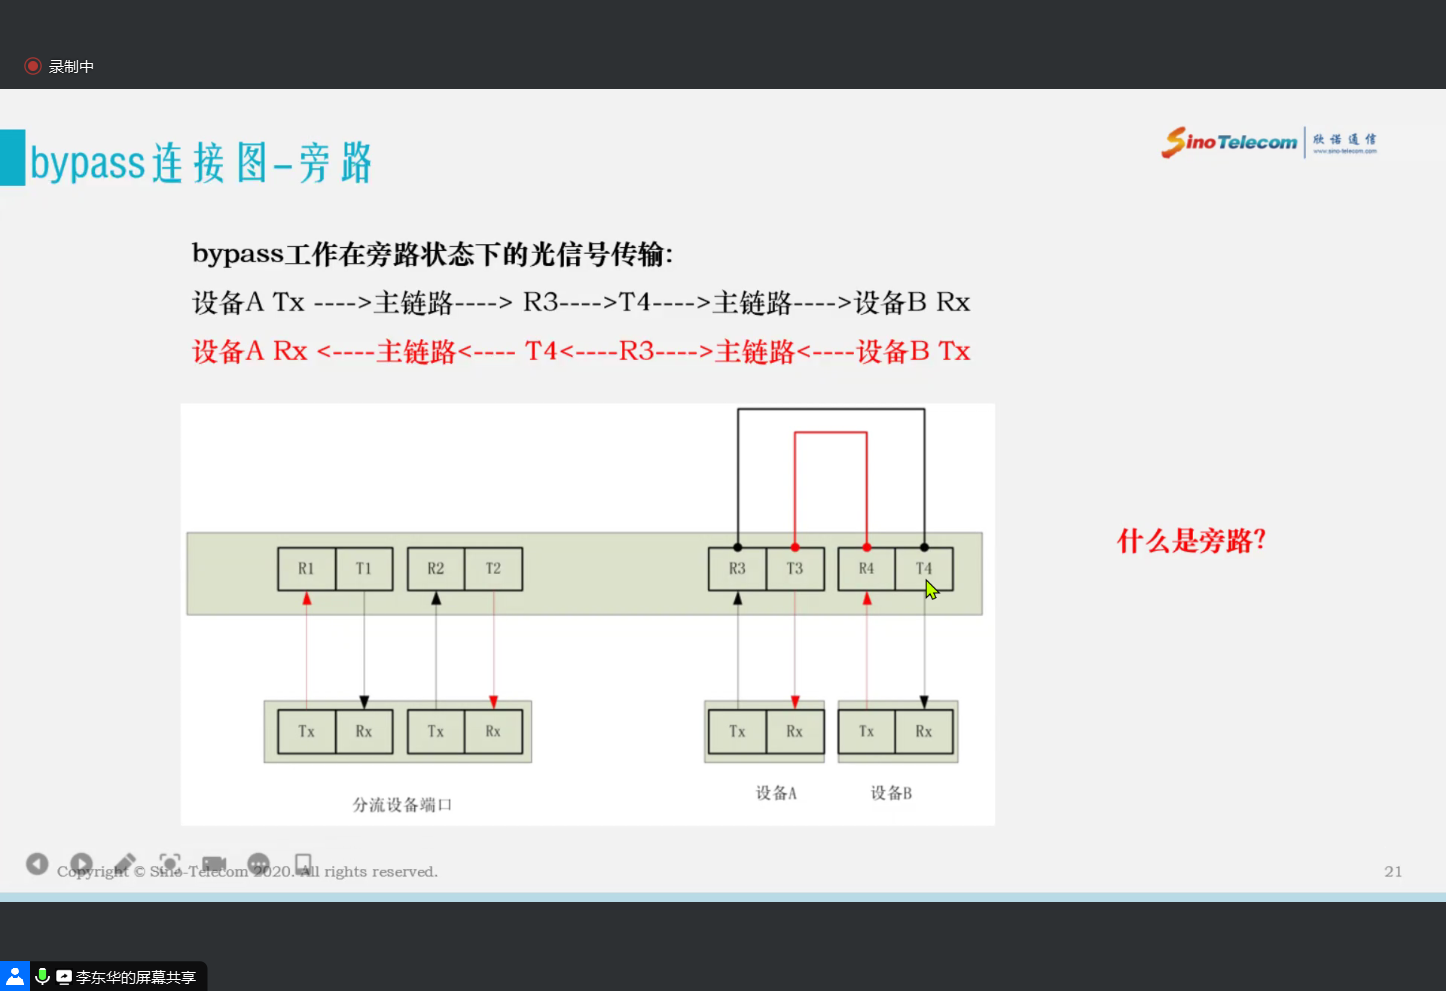 录制中
bypass连接图-旁路
SinoTelecom 欣诺通信
www.sino-telecom.com
bypass工作在旁路状态下的光信号传输:
设备A Tx ---->主链路----> R3---->T4---->主链路---->设备B Rx
设备A Rx <----主链路<---- T4<----R3---->主链路<----设备B Tx
什么是旁路?
R1 T1 R2 T2 R3 T3 R4 T4
Tx Rx Tx Rx Tx Rx Tx Rx
分流设备端口 设备A 设备B
Copyright © Sino-Telecom 2020. All rights reserved.
21
李东华的屏幕共享